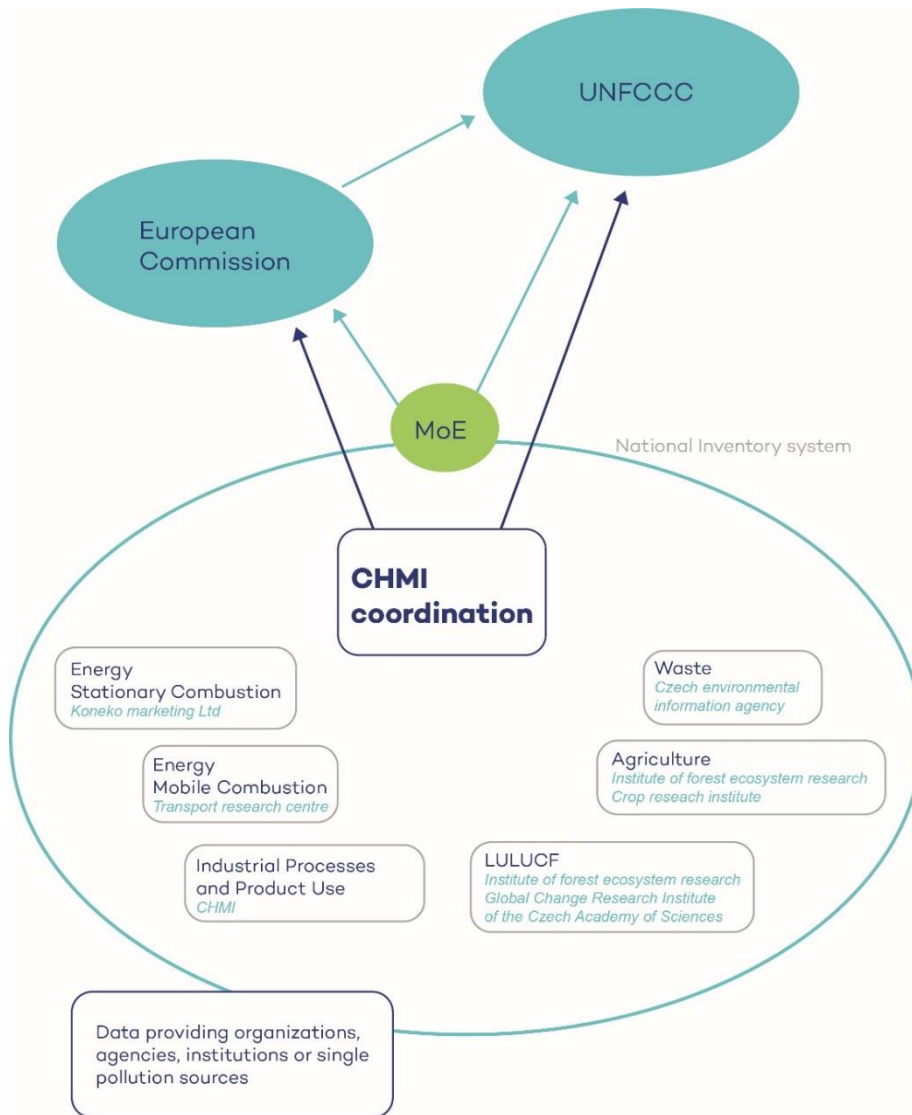 UNFCCC
European
Commission
MoE
National Inventory system
CHMI
coordination
Energy
Stationary Combustion
Koneko marketing Ltd
Waste
Czech environmental
information agency
Energy
Mobile Combustion
Transport research centre
Agriculture
Institute of forest ecosystem research
Crop reseach institute
Industrial Processes
and Product Use
CHMI
LULUCF
Institute of forest ecosystem research
Global Change Research Institute
of the Czech Academy of Sciences
Data providing organizations,
agencies, institutions or single
pollution sources